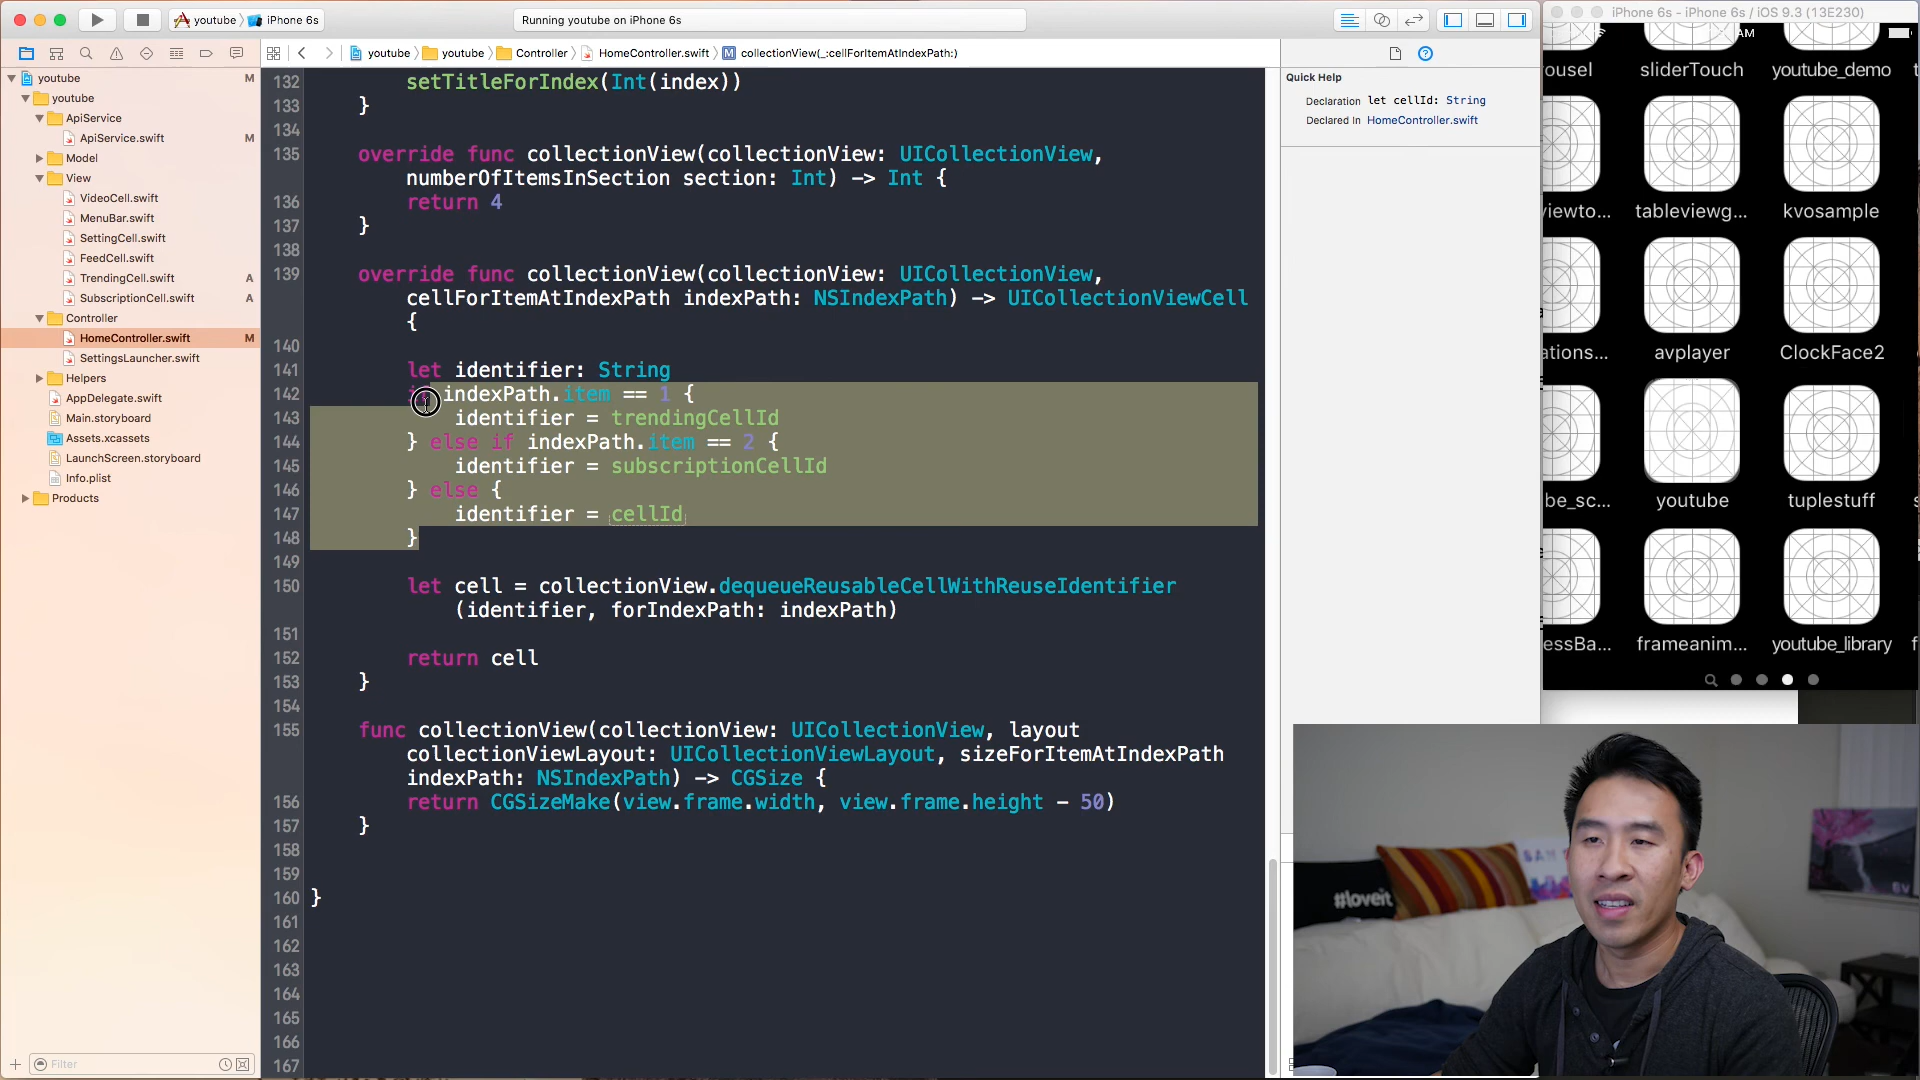 youtube
iPhone 6s
Running youtube on iPhone 6s
youtube
youtube
Controller
HomeController.swift
M
collectionView(_:cellForItemAtIndexPath:)
youtube
M
youtube
ApiService
ApiService.swift
M
Model
View
VideoCell.swift
MenuBar.swift
SettingCell.swift
FeedCell.swift
TrendingCell.swift
A
SubscriptionCell.swift
A
Controller
HomeController.swift
M
SettingsLauncher.swift
Helpers
AppDelegate.swift
Main.storyboard
Assets.xcassets
LaunchScreen.storyboard
Info.plist
Products
Filter
132 setTitleForIndex(Int(index))
133 }
134
135 override func collectionView(collectionView: UICollectionView,
numberOfItemsInSection section: Int) -> Int {
136 return 4
137 }
138
139 override func collectionView(collectionView: UICollectionView,
cellForItemAtIndexPath indexPath: NSIndexPath) -> UICollectionViewCell
{
140
141 let identifier: String
142 if indexPath.item == 1 {
143 identifier = trendingCellId
144 } else if indexPath.item == 2 {
145 identifier = subscriptionCellId
146 } else {
147 identifier = cellId
148 }
149
150 let cell = collectionView.dequeueReusableCellWithReuseIdentifier
(identifier, forIndexPath: indexPath)
151
152 return cell
153 }
154
155 func collectionView(collectionView: UICollectionView, layout
collectionViewLayout: UICollectionViewLayout, sizeForItemAtIndexPath
indexPath: NSIndexPath) -> CGSize {
156 return CGSizeMake(view.frame.width, view.frame.height - 50)
157 }
158
159
160 }
161
162
163
164
165
166
167
Quick Help
Declaration let cellId: String
Declared In HomeController.swift
iPhone 6s - iPhone 6s / iOS 9.3 (13E230)
AM
ousel sliderTouch youtube_demo
viewto... tableviewg... kvosample
ations... avplayer ClockFace2
be_sc... youtube tuplestuff
essBa... frameanim... youtube_library
#loveit